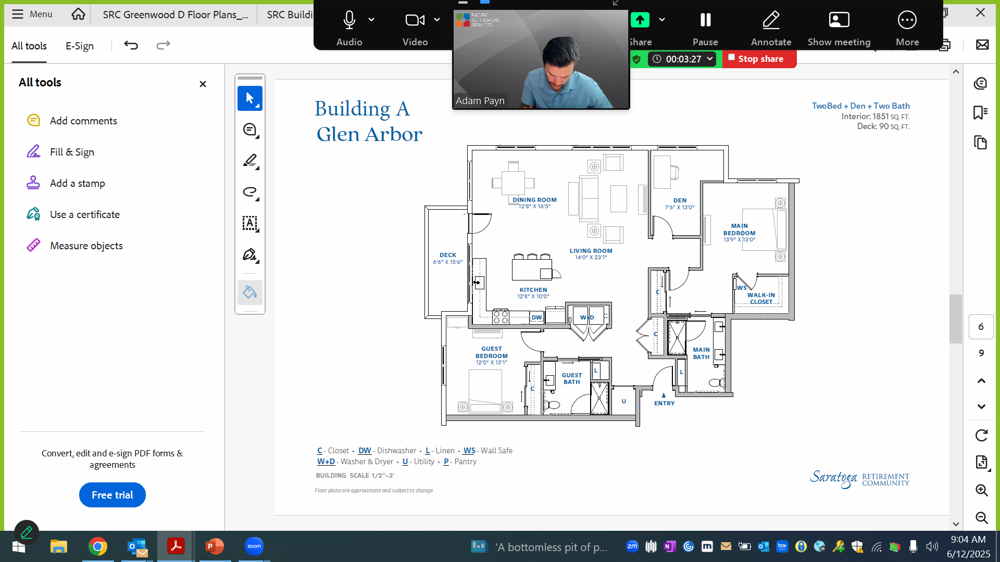 Menu
SRC Greenwood D Floor Plans_...
SRC Buildi
Audio
Video
Share
Pause
Annotate
Show meeting
More
00:03:27
Stop share
PACIFIC
RETIREMENT
SERVICES
Adam Payn
All tools
E-Sign
All tools
Add comments
Fill & Sign
Add a stamp
Use a certificate
Measure objects
Convert, edit and e-sign PDF forms &
agreements
Free trial
Building A
Glen Arbor
TwoBed + Den + Two Bath
Interior: 1851 SQ. FT.
Deck: 90 SQ. FT.
DINING ROOM
12'8" X 16'5"
DEN
7'6" X 13'0"
MAIN
BEDROOM
13'9" X 13'0"
DECK
6'6" X 15'6"
LIVING ROOM
14'0" X 23'1"
KITCHEN
12'8" X 10'0"
C
WS
WALK-IN
CLOSET
DW
W+D
C
GUEST
BEDROOM
12'0" X 13'1"
MAIN
BATH
L
L
GUEST
BATH
C
U
ENTRY
C - Closet • DW - Dishwasher • L - Linen • WS - Wall Safe
W+D - Washer & Dryer • U - Utility • P - Pantry
BUILDING SCALE 1/2"~3'
Floor plans are approximate and subject to change
Saratoga RETIREMENT
COMMUNITY
6
9
zoom
'A bottomless pit of p...
zm
box
EDIT
9:04 AM
6/12/2025